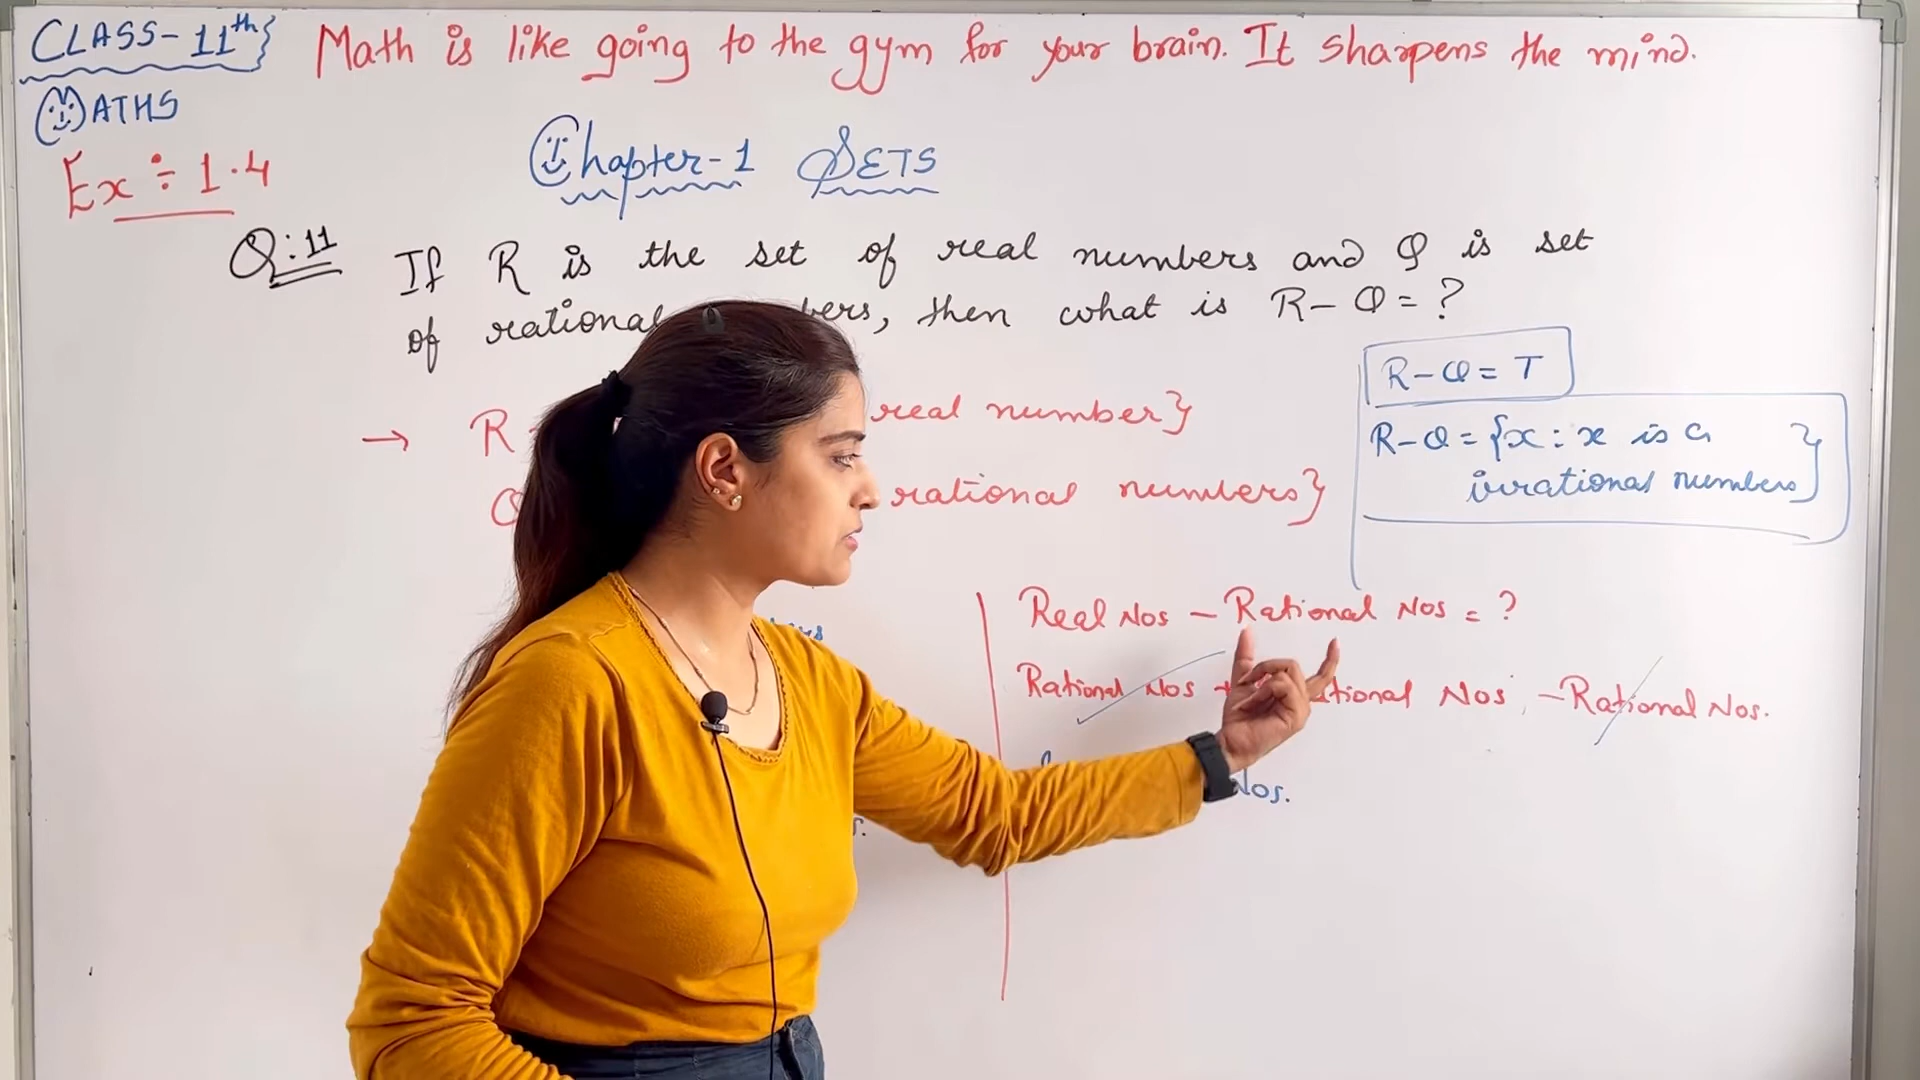 CLASS-11th} Math is like going to the gym for your brain. It sharpens the mind.
MATHS
Chapter-1 SETS
Ex ÷ 1.4
Q:11 If R is the set of real numbers and Q is set
of rational bers, then what is R-Q=?
R-Q= T
→ R real number}
R-Q={x: x is a
irrational numbers}
Q rational numbers}
Real Nos - Rational Nos = ?
Rational Nos + tional Nos - Rational Nos.
Nos.